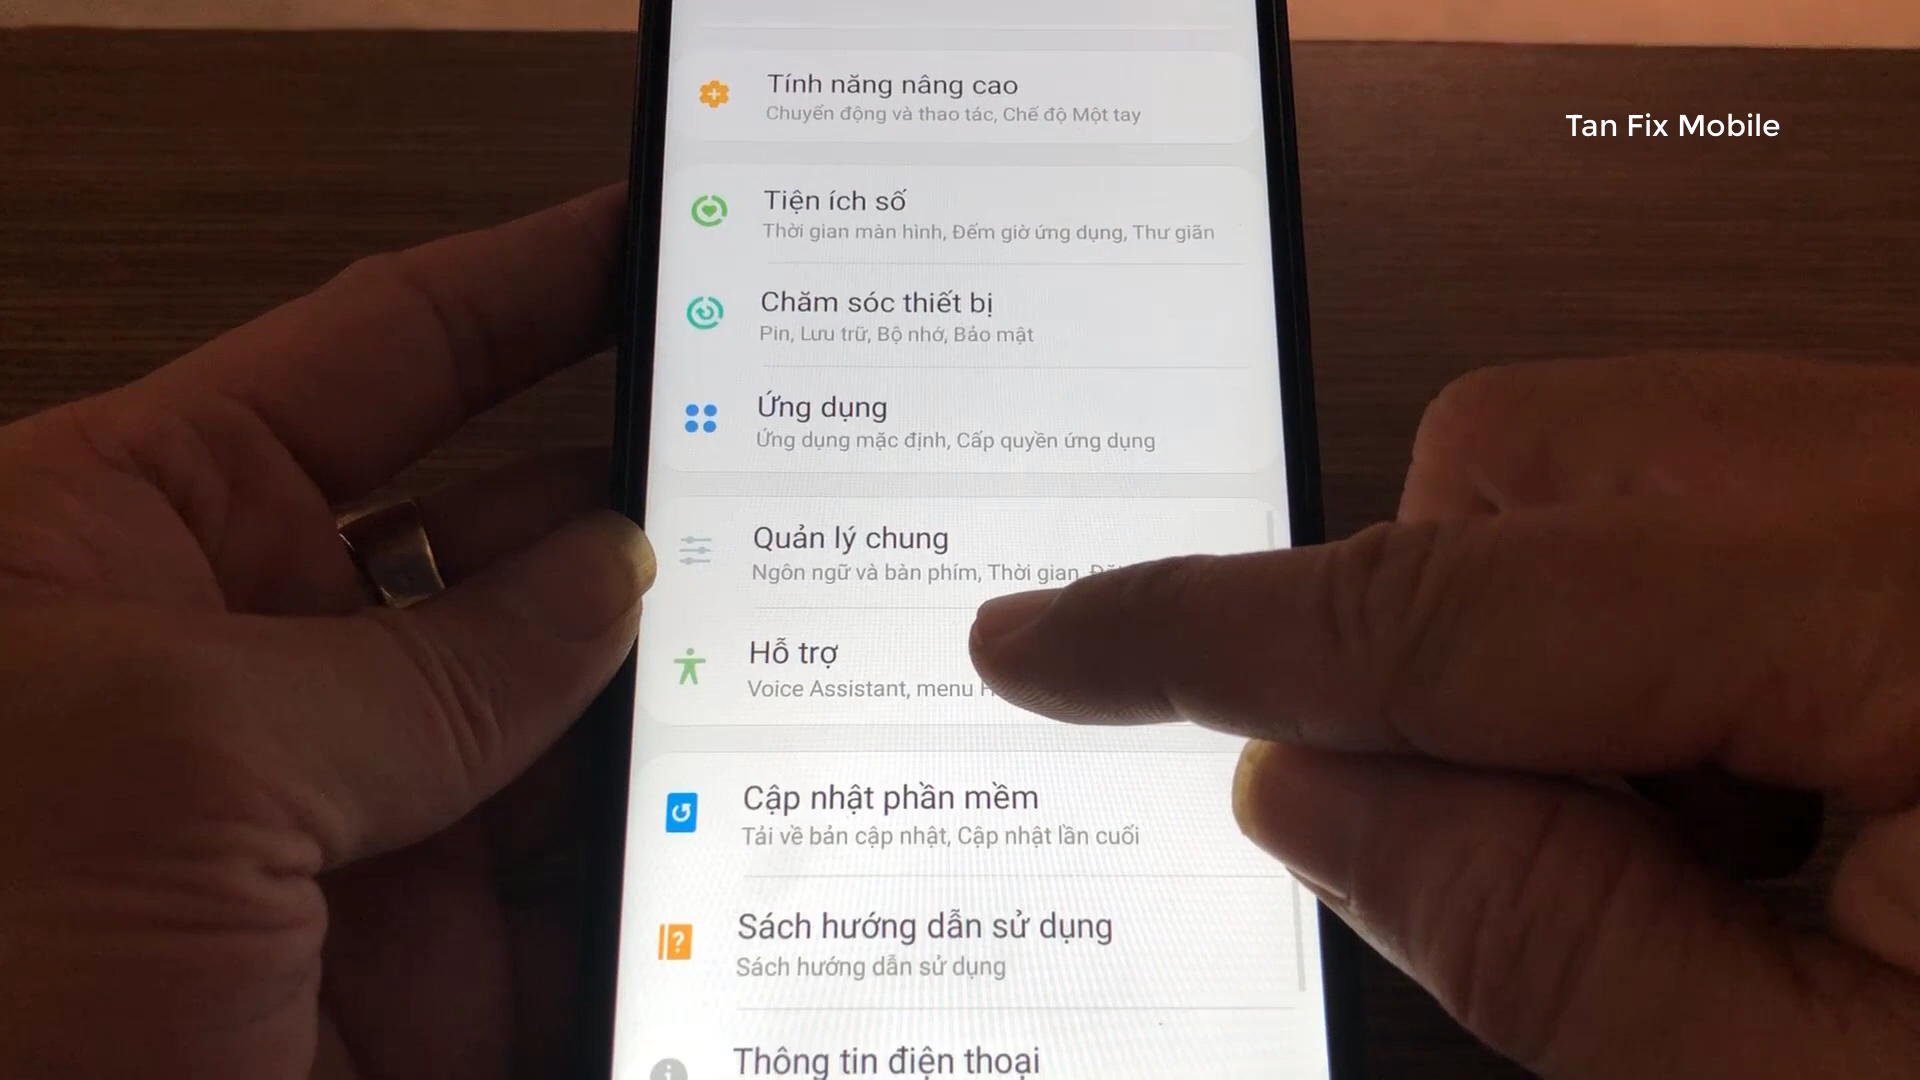 Tính năng nâng cao
Chuyển động và thao tác, Chế độ Một tay
Tan Fix Mobile
Tiện ích số
Thời gian màn hình, Đếm giờ ứng dụng, Thư giãn
Chăm sóc thiết bị
Pin, Lưu trữ, Bộ nhớ, Bảo mật
Ứng dụng
Ứng dụng mặc định, Cấp quyền ứng dụng
Quản lý chung
Ngôn ngữ và bàn phím, Thời gian,
Hỗ trợ
Voice Assistant, menu
Cập nhật phần mềm
Tải về bản cập nhật, Cập nhật lần cuối
Sách hướng dẫn sử dụng
Sách hướng dẫn sử dụng
Thông tin điện thoại